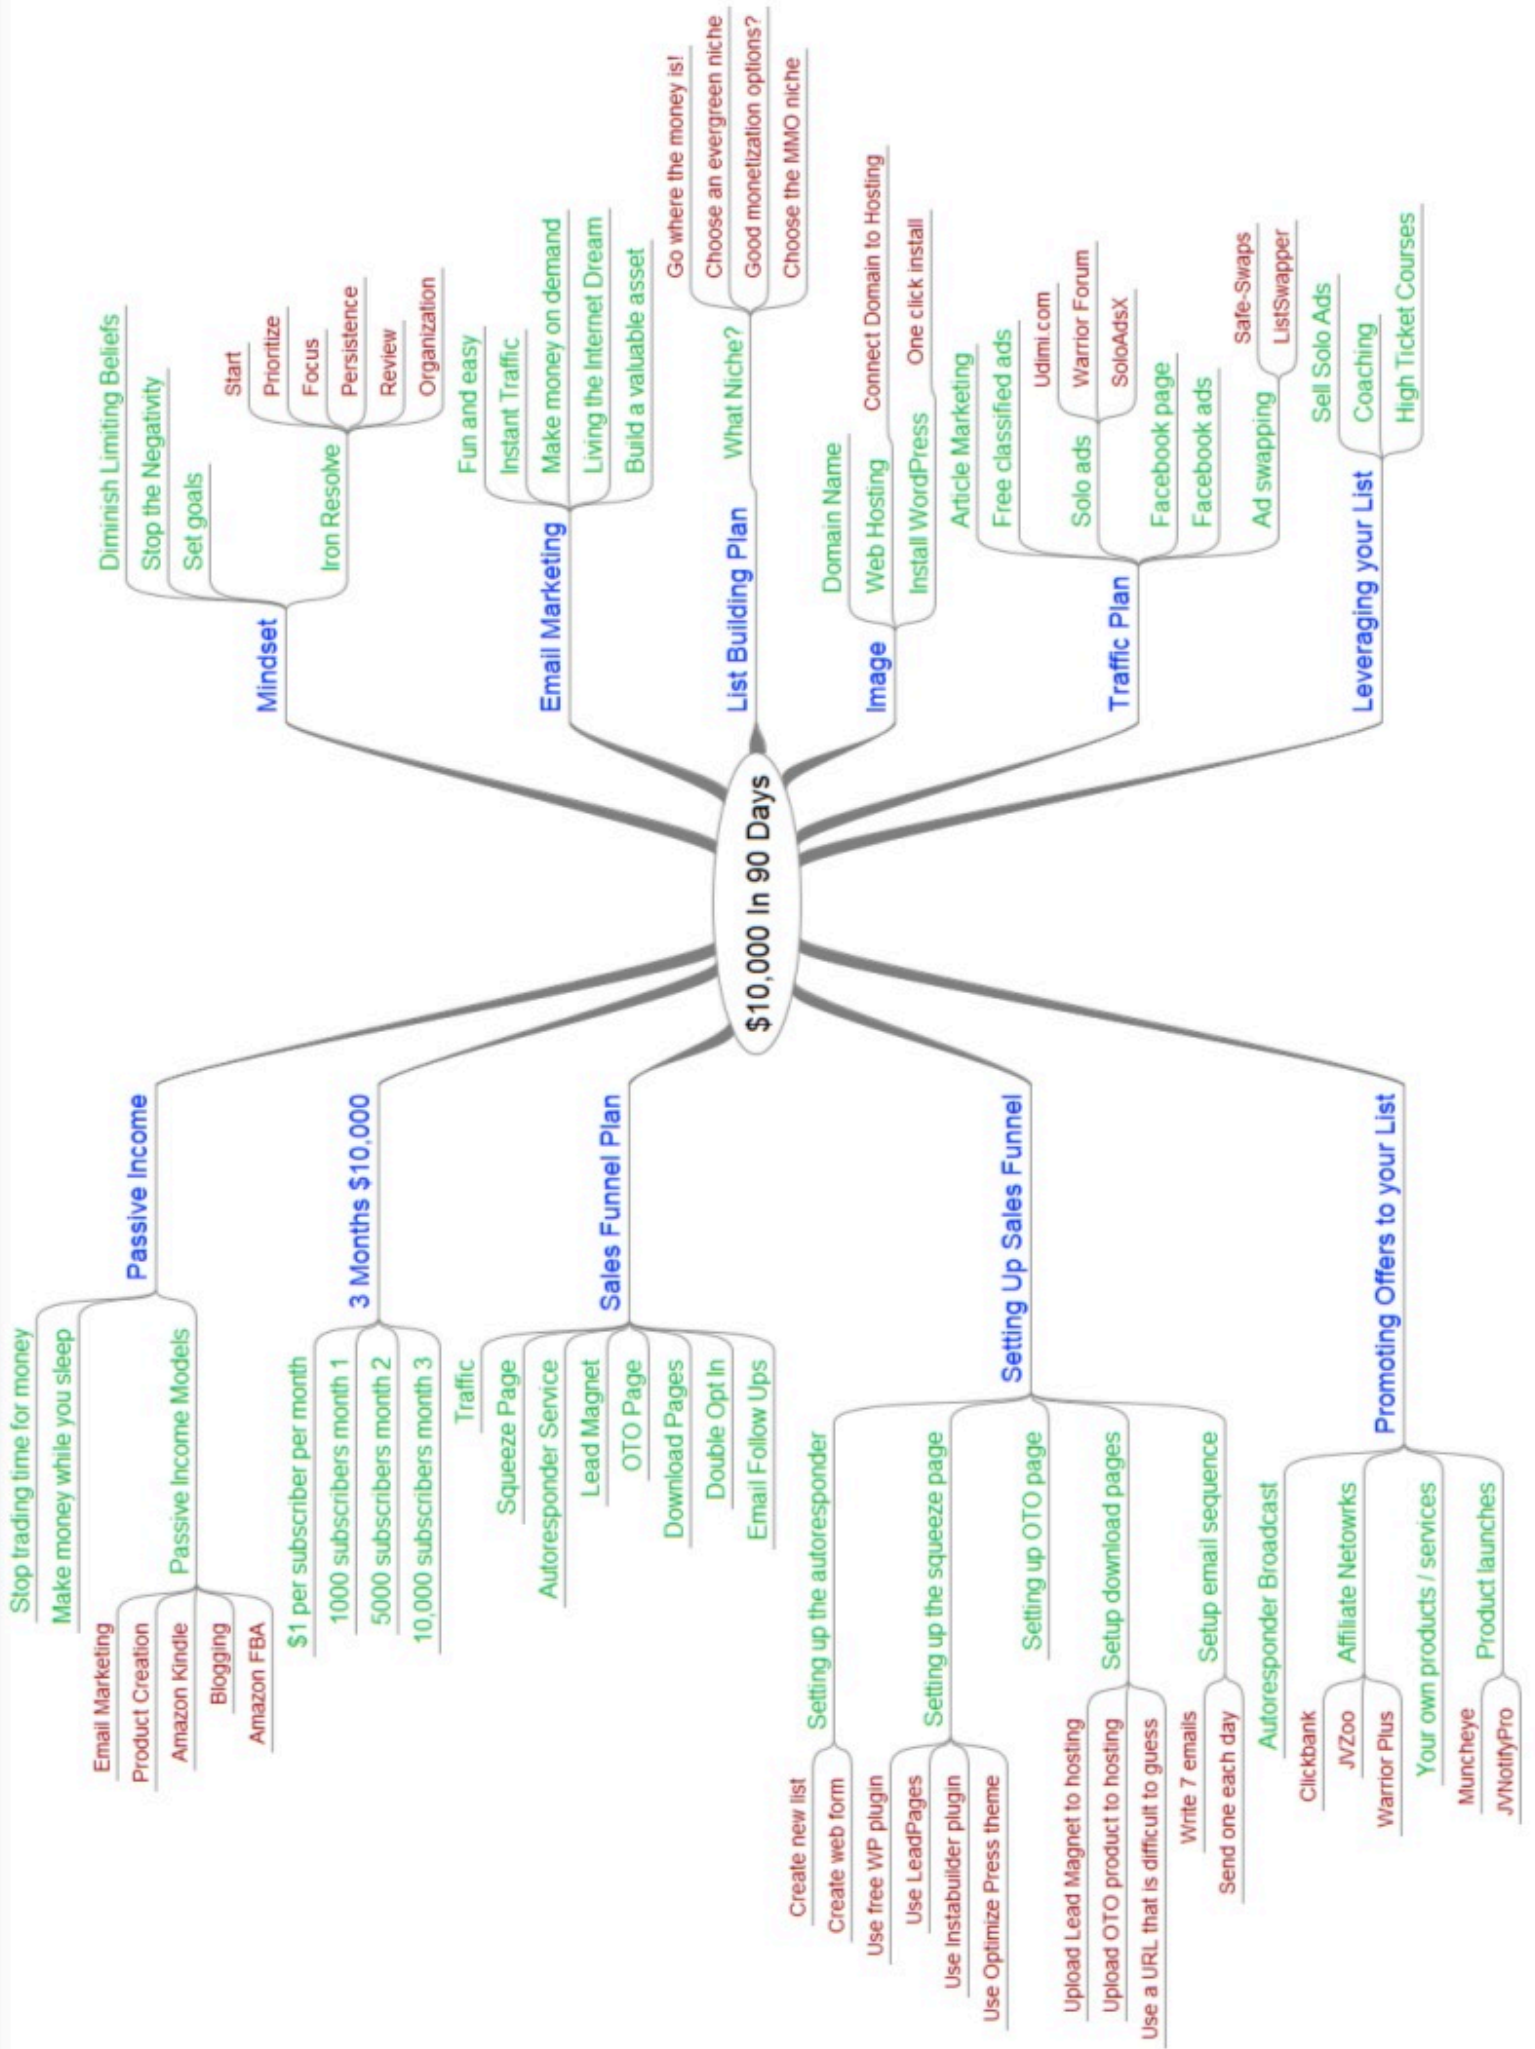 $10,000 In 90 Days
Mindset
Diminish Limiting Beliefs
Stop the Negativity
Set goals
Iron Resolve
Start
Prioritize
Focus
Persistence
Review
Organization
Email Marketing
Fun and easy
Instant Traffic
Make money on demand
Living the Internet Dream
Build a valuable asset
List Building Plan
What Niche?
Go where the money is!
Choose an evergreen niche
Good monetization options?
Choose the MMO niche
Image
Domain Name
Web Hosting
Connect Domain to Hosting
Install WordPress
One click install
Traffic Plan
Article Marketing
Free classified ads
Solo ads
Udimi.com
Warrior Forum
SoloAdsX
Facebook page
Facebook ads
Ad swapping
Safe-Swaps
ListSwapper
Leveraging your List
Sell Solo Ads
Coaching
High Ticket Courses
Passive Income
Stop trading time for money
Make money while you sleep
Passive Income Models
Email Marketing
Product Creation
Amazon Kindle
Blogging
Amazon FBA
3 Months $10,000
$1 per subscriber per month
1000 subscribers month 1
5000 subscribers month 2
10,000 subscribers month 3
Sales Funnel Plan
Traffic
Squeeze Page
Autoresponder Service
Lead Magnet
OTO Page
Download Pages
Double Opt In
Email Follow Ups
Setting Up Sales Funnel
Setting up the autoresponder
Create new list
Create web form
Setting up the squeeze page
Use free WP plugin
Use LeadPages
Use Instabuilder plugin
Use Optimize Press theme
Setting up OTO page
Setup download pages
Upload Lead Magnet to hosting
Upload OTO product to hosting
Use a URL that is difficult to guess
Setup email sequence
Write 7 emails
Send one each day
Promoting Offers to your List
Autoresponder Broadcast
Affiliate Netowrks
Clickbank
JVZoo
Warrior Plus
Your own products / services
Product launches
Muncheye
JVNotifyPro